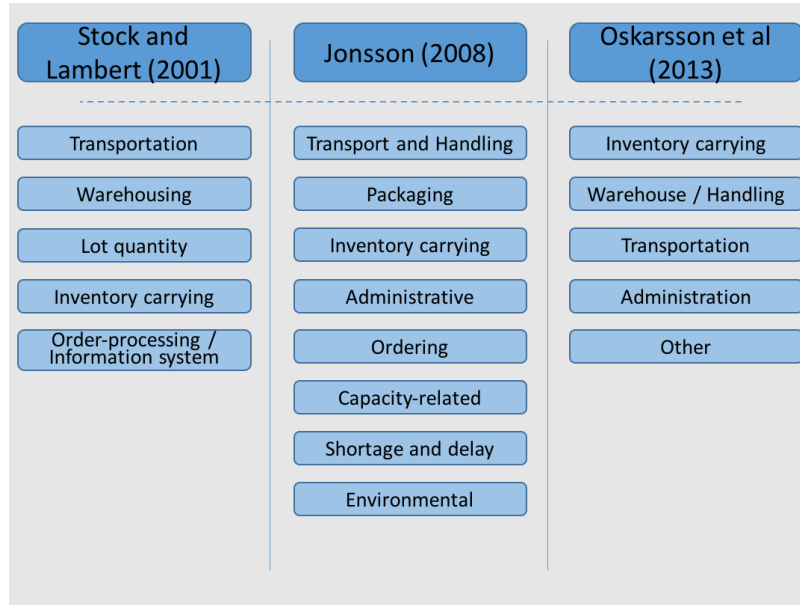 Stock and
Lambert (2001)
Transportation
Warehousing
Lot quantity
Inventory carrying
Order-processing /
Information system
Jonsson (2008)
Transport and Handling
Packaging
Inventory carrying
Administrative
Ordering
Capacity-related
Shortage and delay
Environmental
Oskarsson et al
(2013)
Inventory carrying
Warehouse / Handling
Transportation
Administration
Other